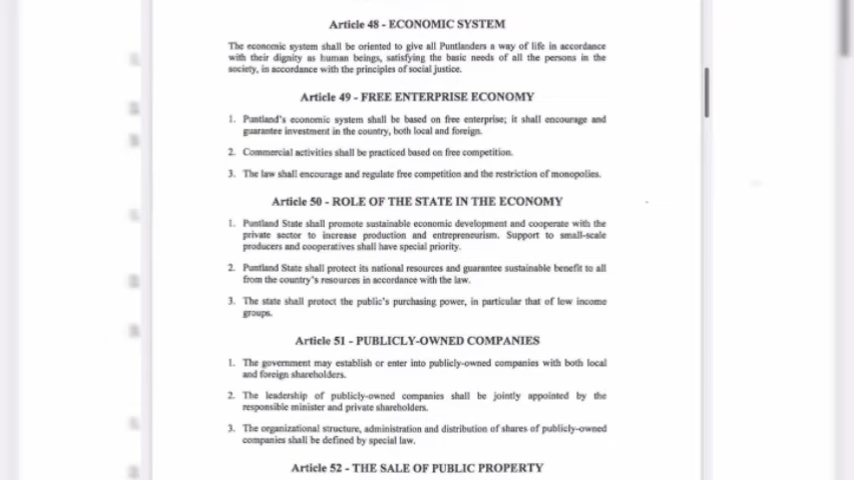 Article 48 - ECONOMIC SYSTEM
The economic system shall be oriented to give all Puntlanders a way of life in accordance
with their dignity as human beings, satisfying the basic needs of all the persons in the
society, in accordance with the principles of social justice.
Article 49 - FREE ENTERPRISE ECONOMY
1. Puntland's economic system shall be based on free enterprise; it shall encourage and
guarantee investment in the country, both local and foreign.
2. Commercial activities shall be practiced based on free competition.
3. The law shall encourage and regulate free competition and the restriction of monopolies.
Article 50 - ROLE OF THE STATE IN THE ECONOMY
1. Puntland State shall promote sustainable economic development and cooperate with the
private sector to increase production and entrepreneurism. Support to small-scale
producers and cooperatives shall have special priority.
2. Puntland State shall protect its national resources and guarantee sustainable benefit to all
from the country's resources in accordance with the law.
3. The state shall protect the public's purchasing power, in particular that of low income
groups.
Article 51 - PUBLICLY-OWNED COMPANIES
1. The government may establish or enter into publicly-owned companies with both local
and foreign shareholders.
2. The leadership of publicly-owned companies shall be jointly appointed by the
responsible minister and private shareholders.
3. The organizational structure, administration and distribution of shares of publicly-owned
companies shall be defined by special law.
Article 52 - THE SALE OF PUBLIC PROPERTY